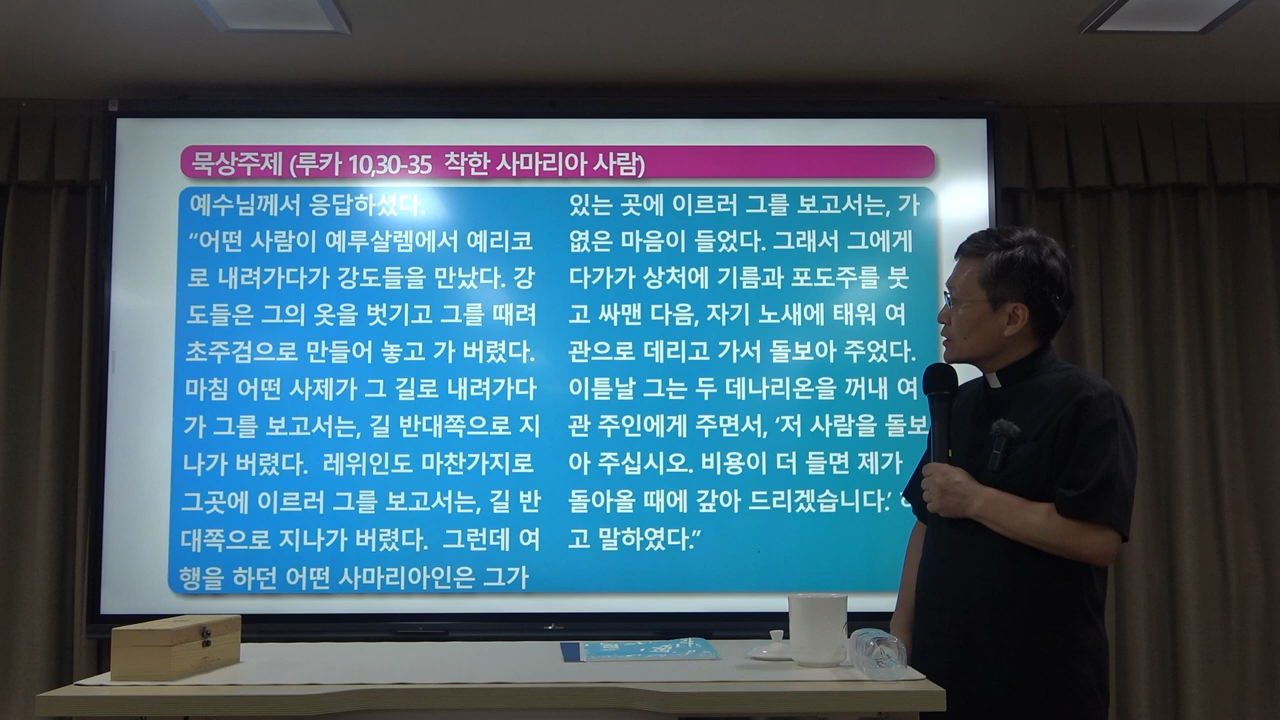 묵상주제 (루카 10,30-35 착한 사마리아 사람)
예수님께서 응답하셨다.
“어떤 사람이 예루살렘에서 예리코
로 내려가다가 강도들을 만났다. 강
도들은 그의 옷을 벗기고 그를 때려
초주검으로 만들어 놓고 가 버렸다.
마침 어떤 사제가 그 길로 내려가다
가 그를 보고서는, 길 반대쪽으로 지
나가 버렸다. 레위인도 마찬가지로
그곳에 이르러 그를 보고서는, 길 반
대쪽으로 지나가 버렸다. 그런데 여
행을 하던 어떤 사마리아인은 그가
있는 곳에 이르러 그를 보고서는, 가
엾은 마음이 들었다. 그래서 그에게
다가가 상처에 기름과 포도주를 붓
고 싸맨 다음, 자기 노새에 태워 여
관으로 데리고 가서 돌보아 주었다.
이튿날 그는 두 데나리온을 꺼내 여
관 주인에게 주면서, ‘저 사람을 돌보
아 주십시오. 비용이 더 들면 제가
돌아올 때에 갚아 드리겠습니다.’
고 말하였다.”